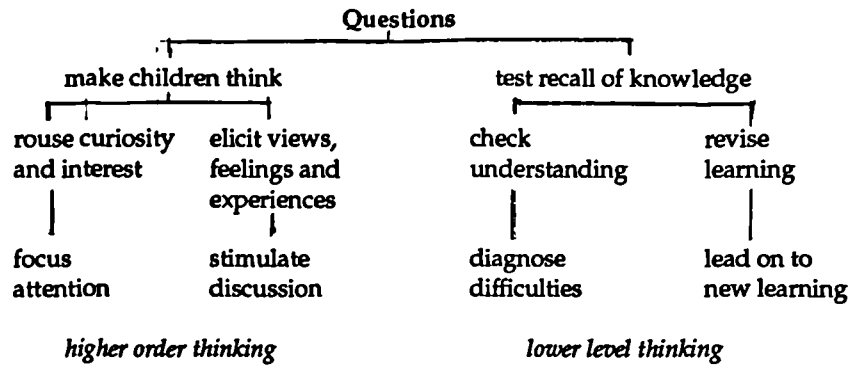 Questions
make children think
test recall of knowledge
rouse curiosity
and interest
elicit views,
feelings and
experiences
check
understanding
revise
learning
focus
attention
stimulate
discussion
diagnose
difficulties
lead on to
new learning
higher order thinking
lower level thinking